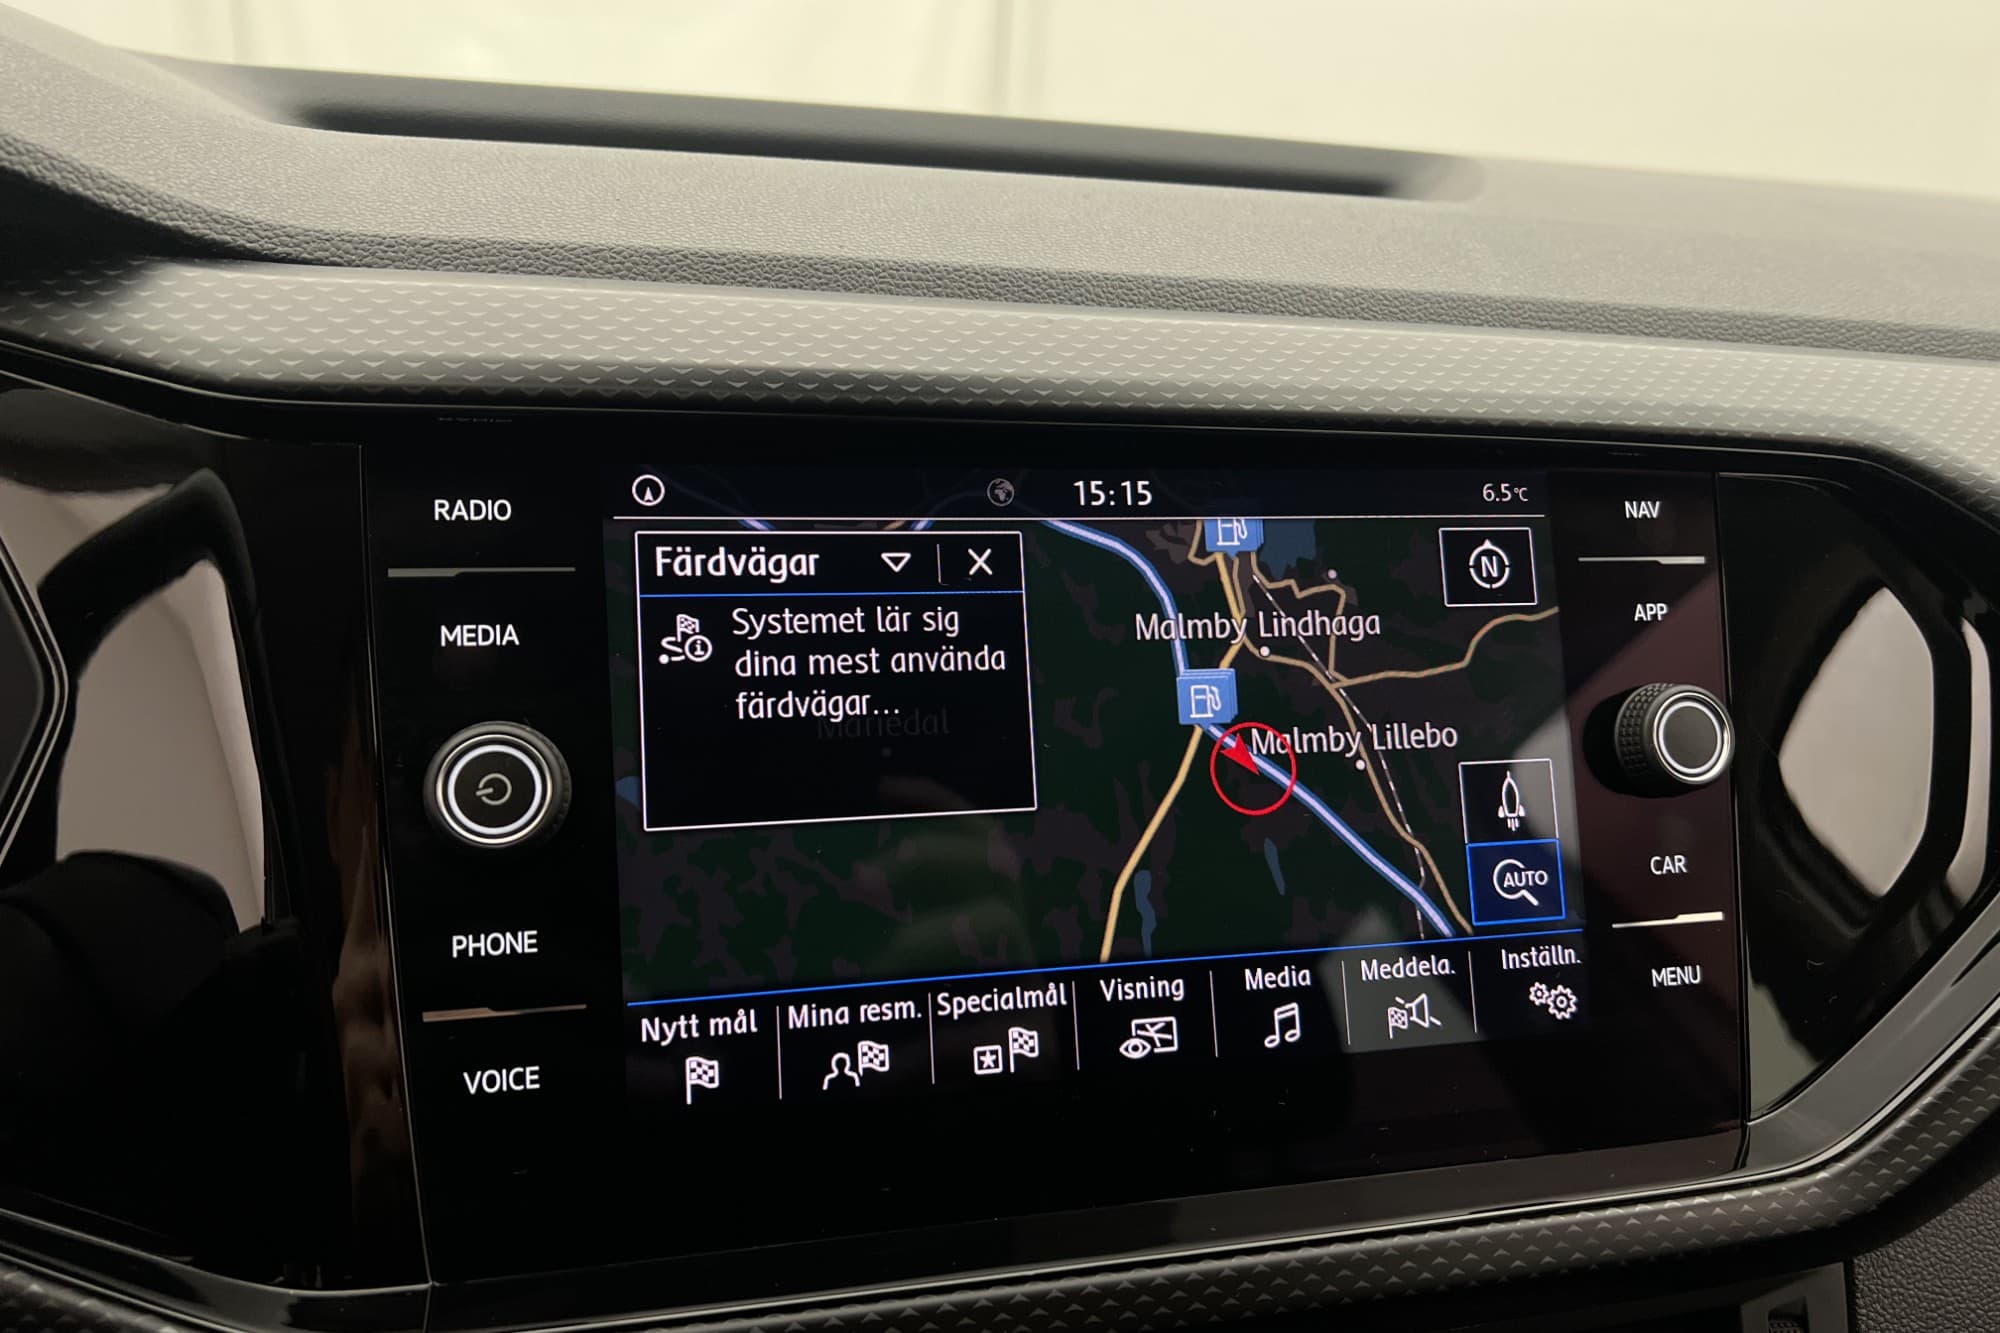 RADIO
MEDIA
PHONE
VOICE
15:15
6.5°C
Färdvägar
Systemet lär sig
dina mest använda
färdvägar...
Mariedal
Malmby Lindhaga
Malmby Lillebo
N
AUTO
Nytt mål
Mina resm.
Specialmål
Visning
Media
Meddela.
Inställn.
NAV
APP
CAR
MENU